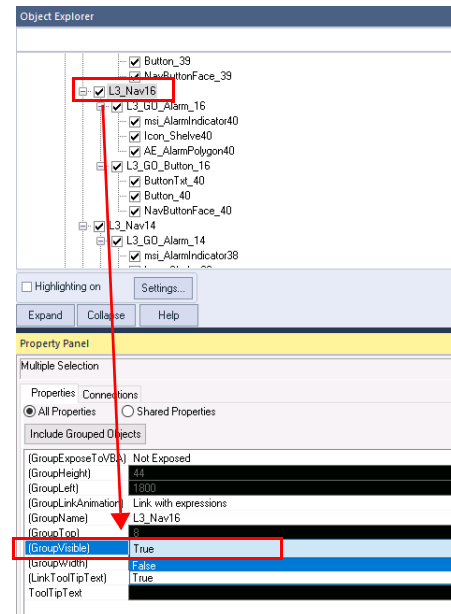 Object Explorer
Button_39
NavButtonFace_39
L3_Nav16
L3_GO_Alarm_16
msi_AlarmIndicator40
Icon_Shelve40
AE_AlarmPolygon40
L3_GO_Button_16
ButtonTxt_40
Button_40
NavButtonFace_40
L3_Nav14
L3_GO_Alarm_14
msi_AlarmIndicator38
Highlighting on Settings...
Expand Collapse Help
Property Panel
Multiple Selection
Properties Connections
All Properties Shared Properties
Include Grouped Objects
(GroupExposeToVBA) Not Exposed
(GroupHeight) 44
(GroupLeft) 1800
(GroupLinkAnimation) Link with expressions
(GroupName) L3_Nav16
(GroupTop) 8
(GroupVisible) True
(GroupWidth) False
(LinkToolTipText) True
ToolTipText